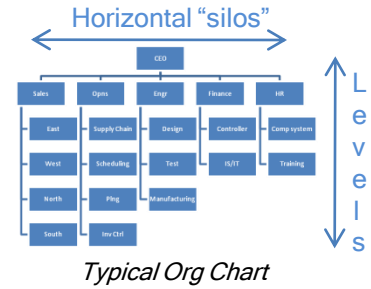 Horizontal “silos”
CEO
Sales Opns Engr Finance HR
East Supply Chain Design Controller Comp system
West Scheduling Test IS/IT Training
North Plng Manufacturing
South Inv Ctrl
Levels
Typical Org Chart